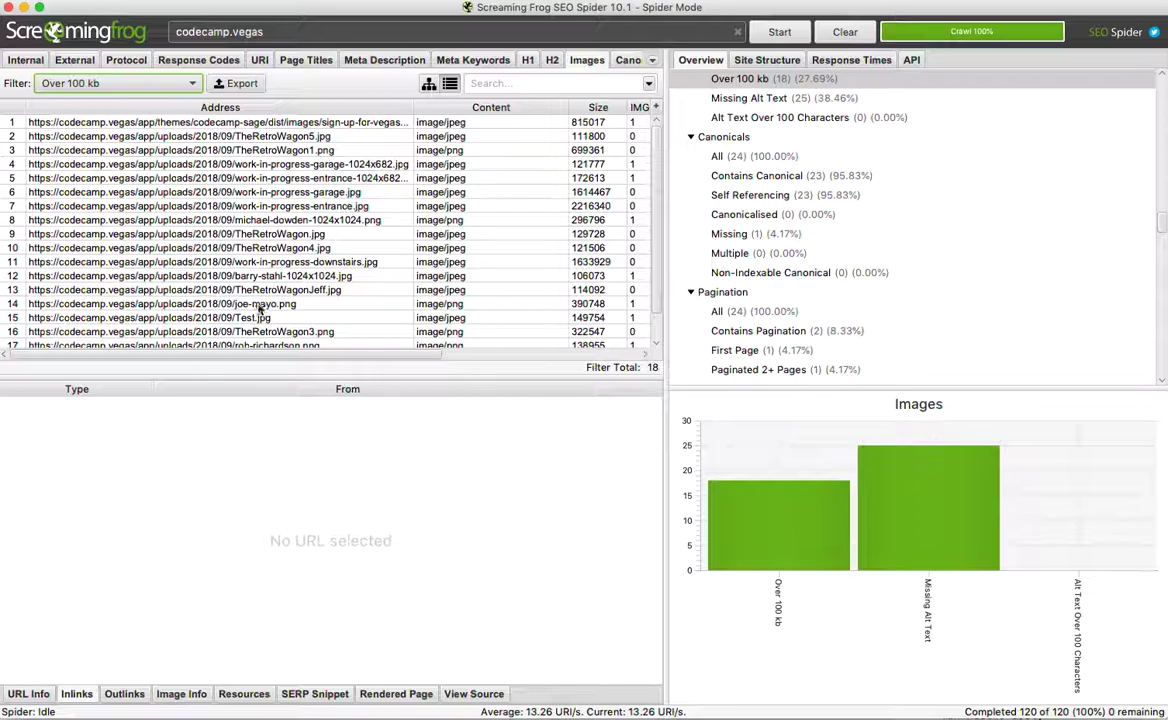 Screaming Frog SEO Spider 10.1 - Spider Mode
Screamingfrog codecamp.vegas Start Clear Crawl 100% SEO Spider
Internal External Protocol Response Codes URI Page Titles Meta Description Meta Keywords H1 H2 Images Cano
Filter: Over 100 kb Export Search...
Address Content Size IMG
1 https://codecamp.vegas/app/themes/codecamp-sage/dist/images/sign-up-for-vegas... image/jpeg 815017 1
2 https://codecamp.vegas/app/uploads/2018/09/TheRetroWagon5.jpg image/jpeg 111800 0
3 https://codecamp.vegas/app/uploads/2018/09/TheRetroWagon1.png image/png 699361 0
4 https://codecamp.vegas/app/uploads/2018/09/work-in-progress-garage-1024x682.jpg image/jpeg 121777 1
5 https://codecamp.vegas/app/uploads/2018/09/work-in-progress-entrance-1024x682... image/jpeg 172613 1
6 https://codecamp.vegas/app/uploads/2018/09/work-in-progress-garage.jpg image/jpeg 1614467 0
7 https://codecamp.vegas/app/uploads/2018/09/work-in-progress-entrance.jpg image/jpeg 2216340 0
8 https://codecamp.vegas/app/uploads/2018/09/michael-dowden-1024x1024.png image/png 296796 1
9 https://codecamp.vegas/app/uploads/2018/09/TheRetroWagon.jpg image/jpeg 129728 0
10 https://codecamp.vegas/app/uploads/2018/09/TheRetroWagon4.jpg image/jpeg 121506 0
11 https://codecamp.vegas/app/uploads/2018/09/work-in-progress-downstairs.jpg image/jpeg 1633929 0
12 https://codecamp.vegas/app/uploads/2018/09/barry-stahl-1024x1024.jpg image/jpeg 106073 1
13 https://codecamp.vegas/app/uploads/2018/09/TheRetroWagonJeff.jpg image/jpeg 114092 0
14 https://codecamp.vegas/app/uploads/2018/09/joe-mayo.png image/png 390748 1
15 https://codecamp.vegas/app/uploads/2018/09/Test.jpg image/jpeg 149754 1
16 https://codecamp.vegas/app/uploads/2018/09/TheRetroWagon3.png image/png 322547 0
17 https://codecamp.vegas/app/uploads/2018/09/rob-richardson.png image/png 138955 1
Filter Total: 18
Type From
No URL selected
URL Info Inlinks Outlinks Image Info Resources SERP Snippet Rendered Page View Source
Overview Site Structure Response Times API
Over 100 kb (18) (27.69%)
Missing Alt Text (25) (38.46%)
Alt Text Over 100 Characters (0) (0.00%)
Canonicals
All (24) (100.00%)
Contains Canonical (23) (95.83%)
Self Referencing (23) (95.83%)
Canonicalised (0) (0.00%)
Missing (1) (4.17%)
Multiple (0) (0.00%)
Non-Indexable Canonical (0) (0.00%)
Pagination
All (24) (100.00%)
Contains Pagination (2) (8.33%)
First Page (1) (4.17%)
Paginated 2+ Pages (1) (4.17%)
Images
30
25
20
15
10
5
0
Over 100 kb
Missing Alt Text
Alt Text Over 100 Characters
Spider: Idle Average: 13.26 URI/s. Current: 13.26 URI/s. Completed 120 of 120 (100%) 0 remaining